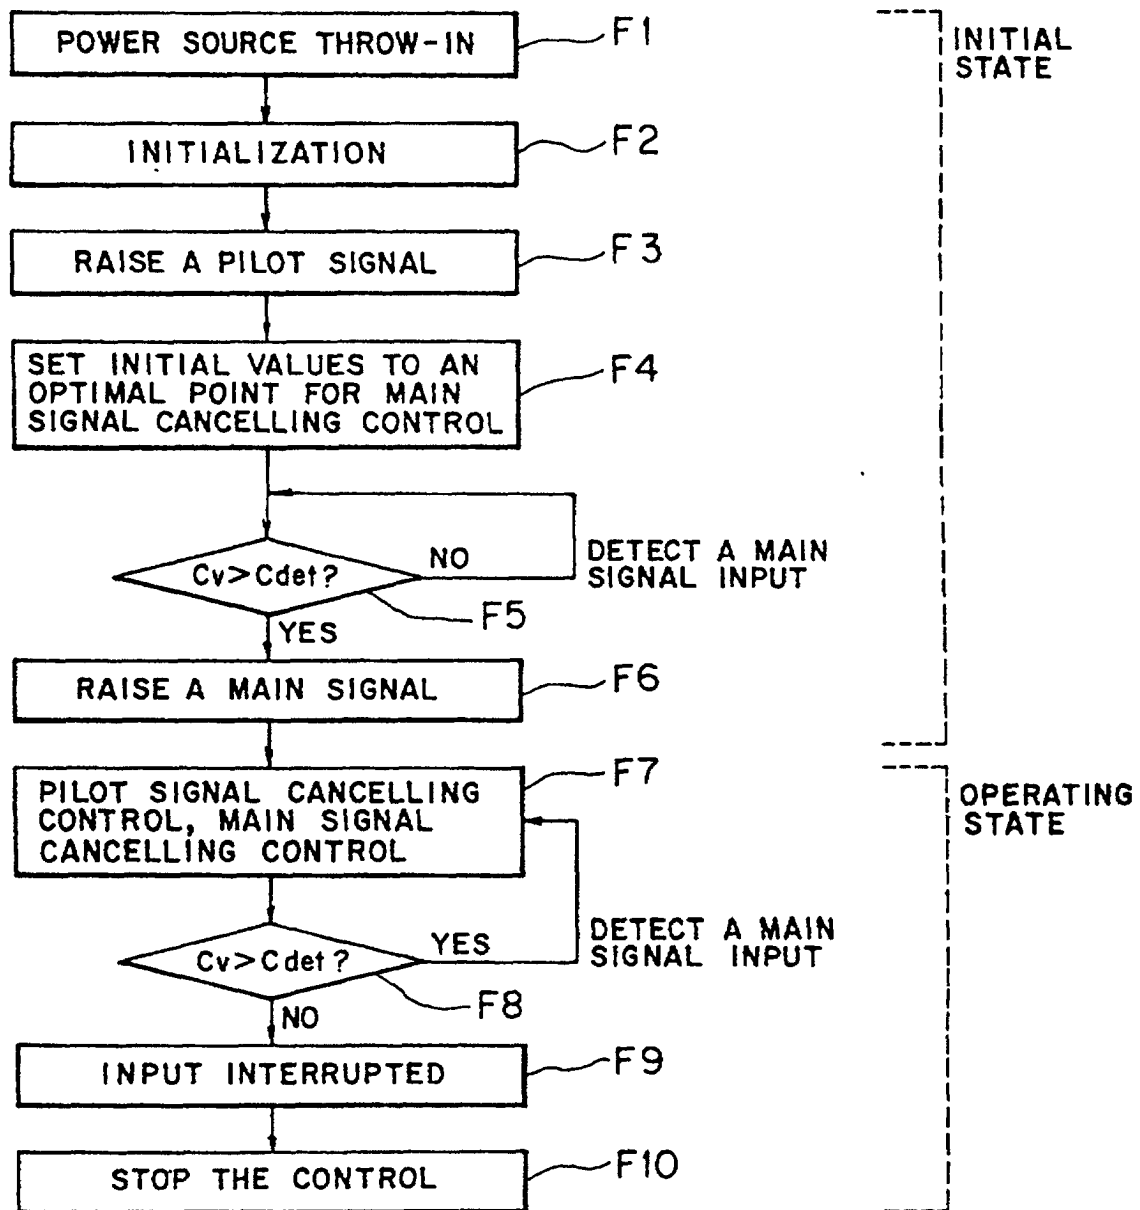 POWER SOURCE THROW-IN
F1
INITIAL
STATE
INITIALIZATION
F2
RAISE A PILOT SIGNAL
F3
SET INITIAL VALUES TO AN
OPTIMAL POINT FOR MAIN
SIGNAL CANCELLING CONTROL
F4
Cv>Cdet?
NO
DETECT A MAIN
SIGNAL INPUT
F5
YES
RAISE A MAIN SIGNAL
F6
PILOT SIGNAL CANCELLING
CONTROL, MAIN SIGNAL
CANCELLING CONTROL
F7
OPERATING
STATE
Cv>Cdet?
YES
DETECT A MAIN
SIGNAL INPUT
F8
NO
INPUT INTERRUPTED
F9
STOP THE CONTROL
F10